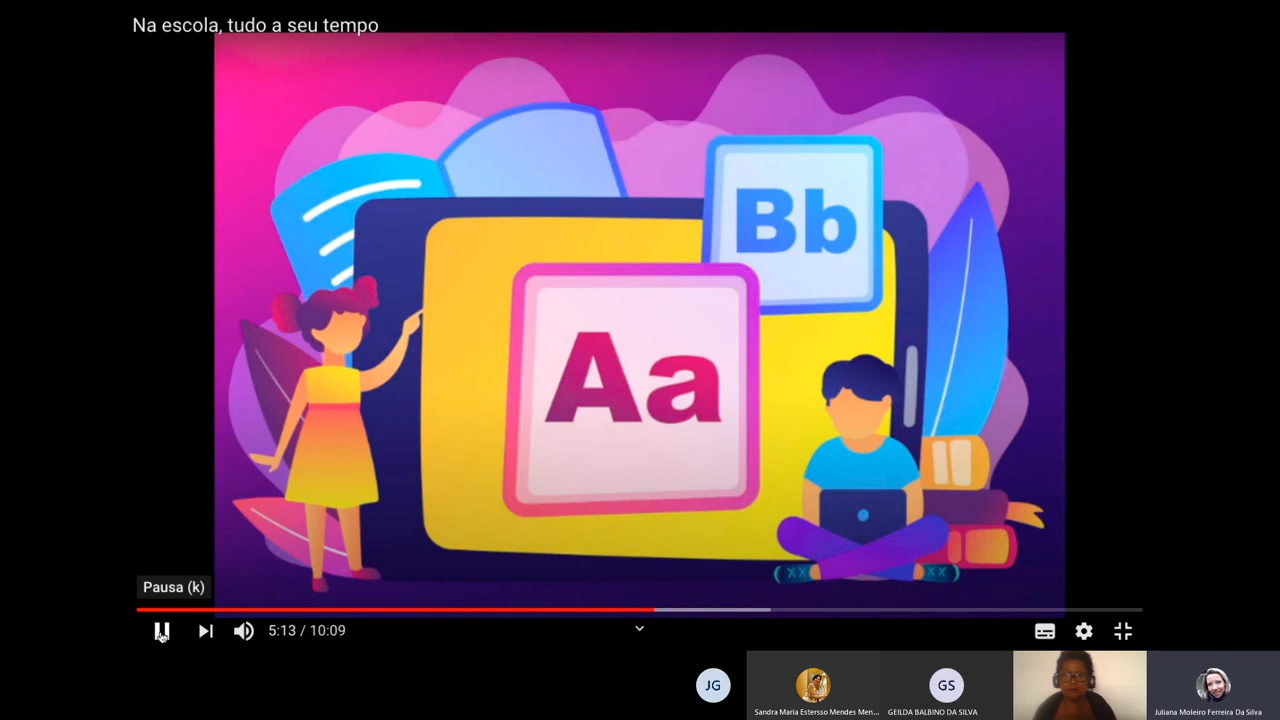 Na escola, tudo a seu tempo
Bb
Aa
Pausa (k)
5:13 / 10:09
JG
GS
Sandra Maria Estersso Mendes Men...
GEILDA BALBINO DA SILVA
Juliana Moleiro Ferreira Da Silva